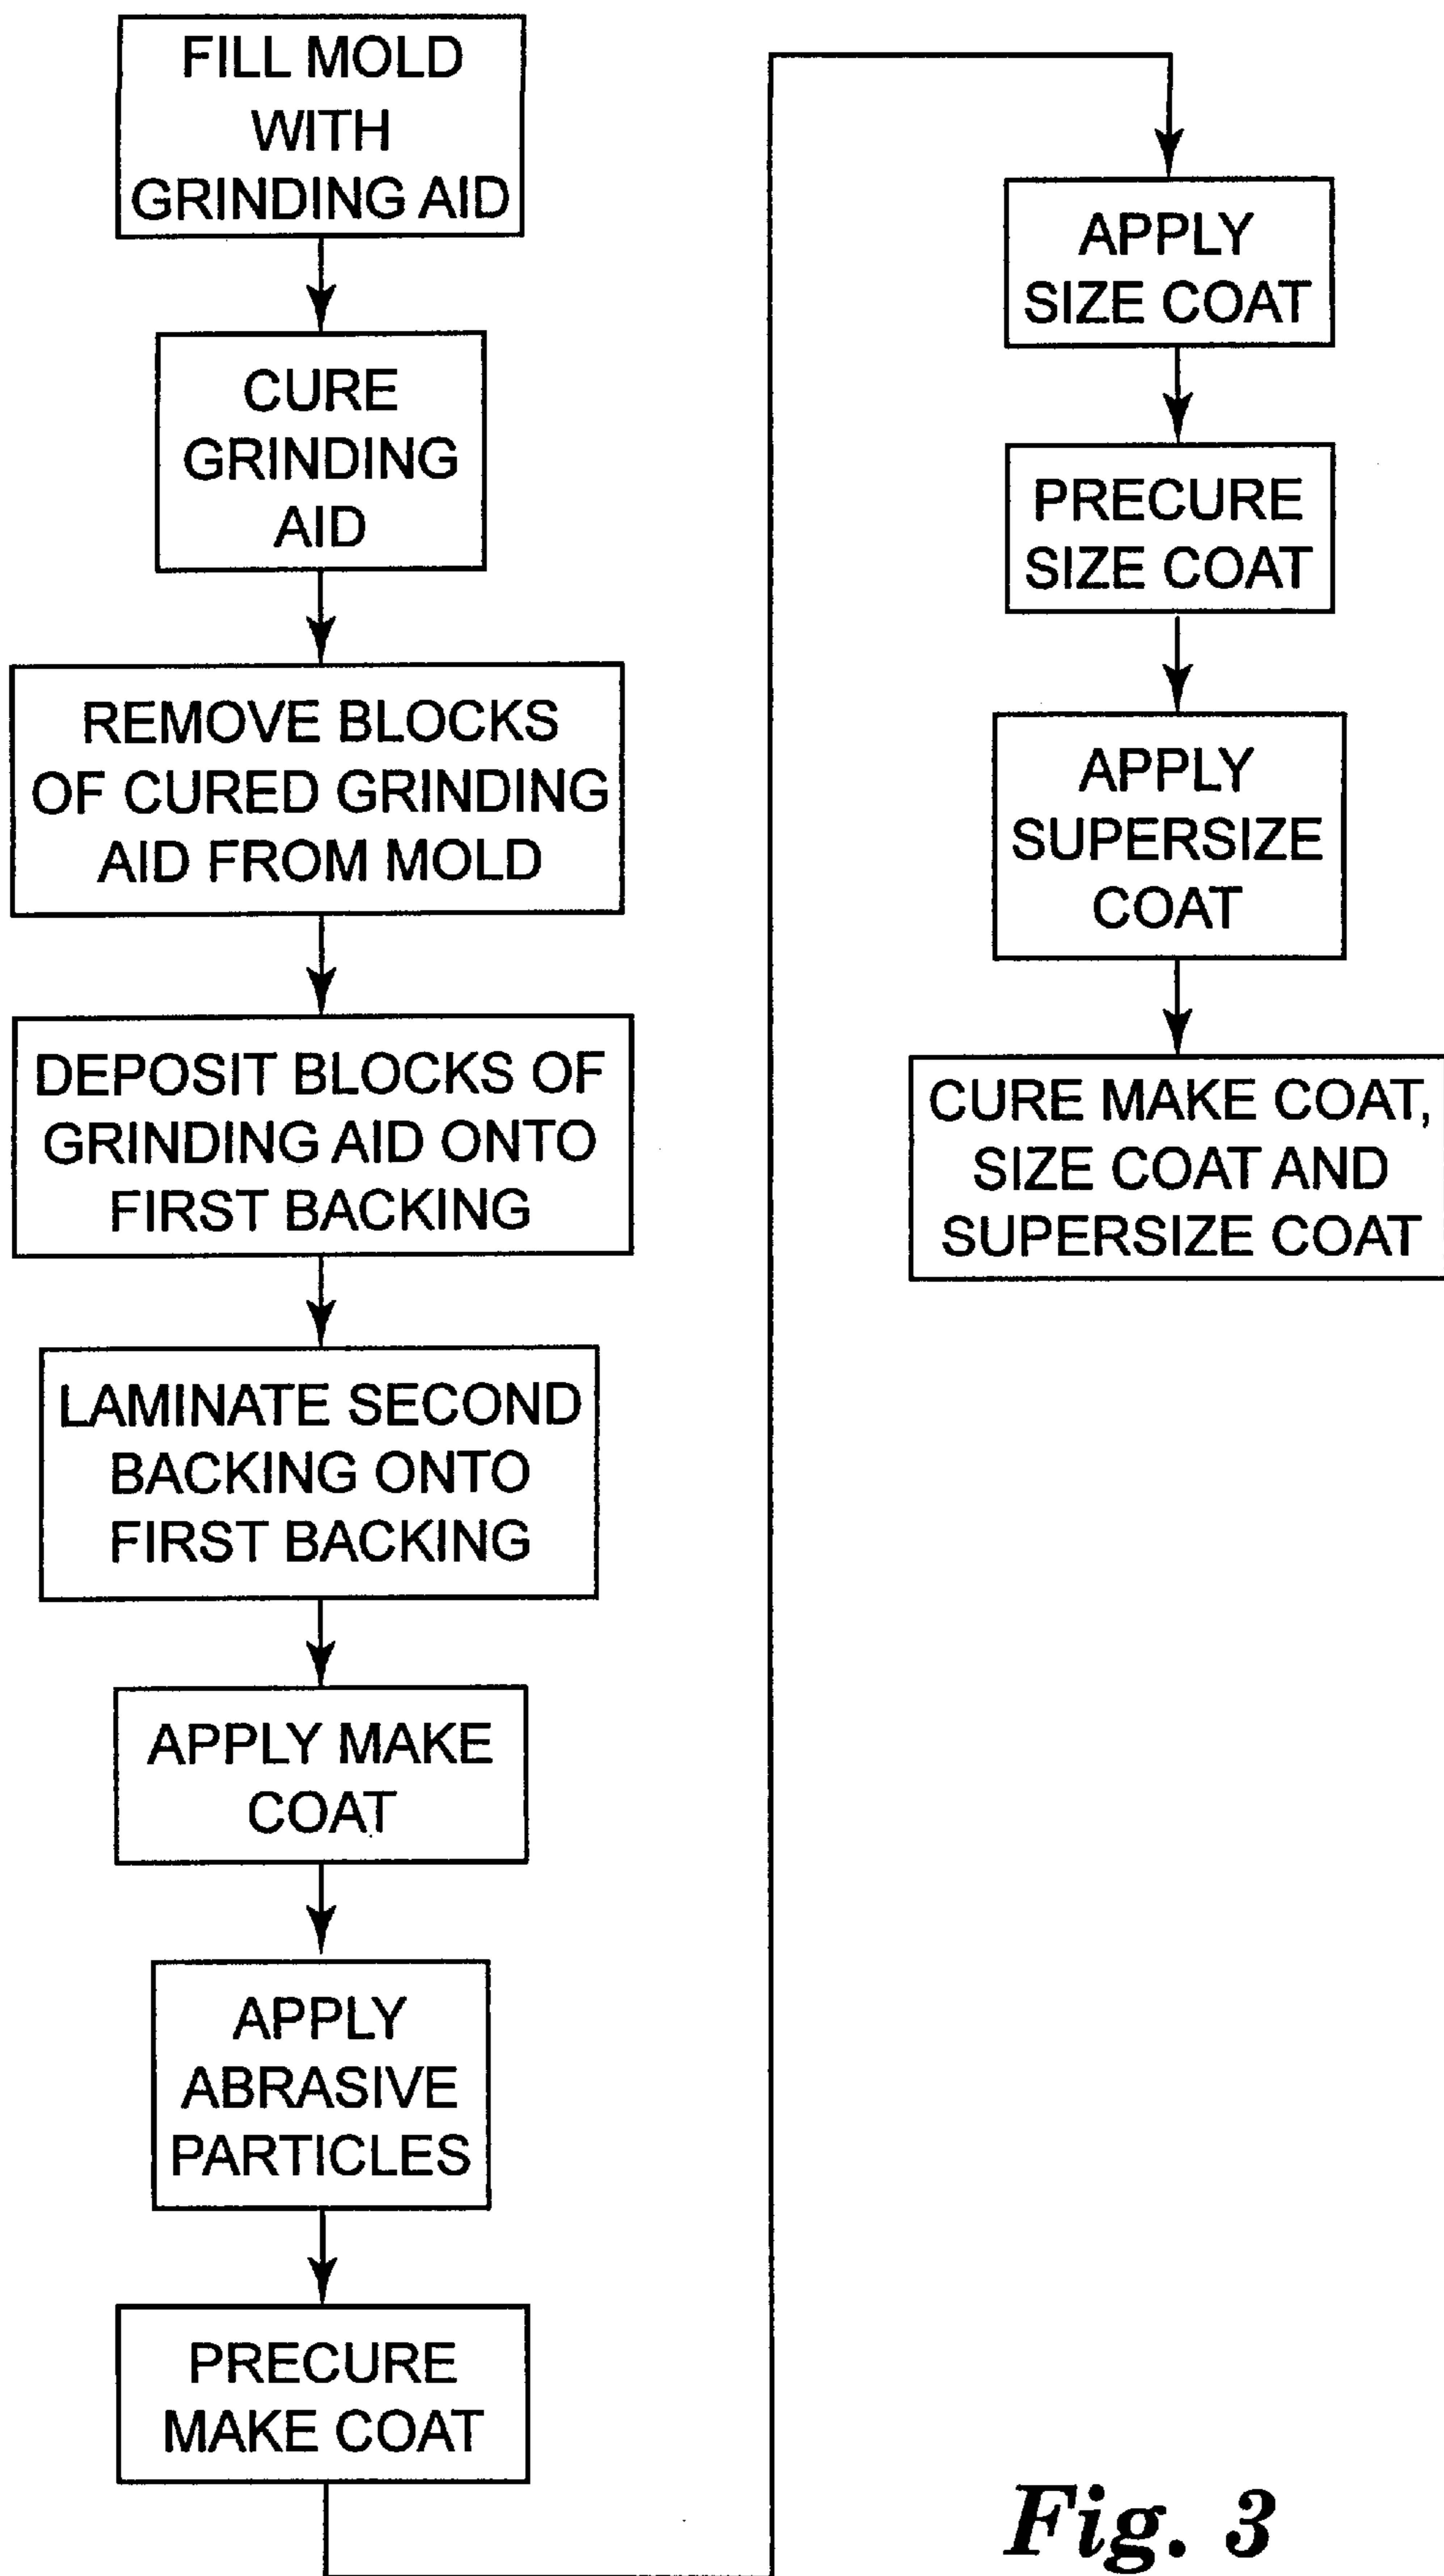 FILL MOLD
WITH
GRINDING AID
CURE
GRINDING
AID
REMOVE BLOCKS
OF CURED GRINDING
AID FROM MOLD
DEPOSIT BLOCKS OF
GRINDING AID ONTO
FIRST BACKING
LAMINATE SECOND
BACKING ONTO
FIRST BACKING
APPLY MAKE
COAT
APPLY
ABRASIVE
PARTICLES
PRECURE
MAKE COAT
APPLY
SIZE COAT
PRECURE
SIZE COAT
APPLY
SUPERSIZE
COAT
CURE MAKE COAT,
SIZE COAT AND
SUPERSIZE COAT
Fig. 3